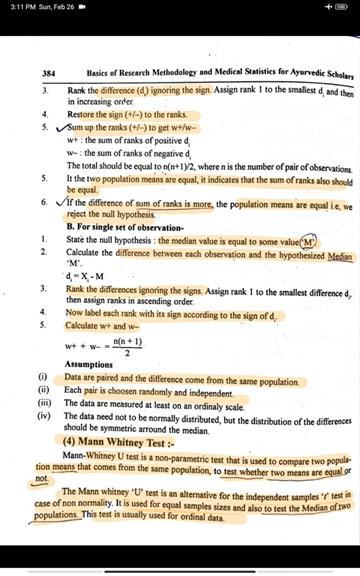 3:11 PM Sun, Feb 26
384 Basics of Research Methodology and Medical Statistics for Ayurvedic Scholars
3. Rank the difference (di) ignoring the sign. Assign rank 1 to the smallest di and then
in increasing order.
4. Restore the sign (+/–) to the ranks.
5. Sum up the ranks (+/–) to get w+/w–
w+ : the sum of ranks of positive di
w– : the sum of ranks of negative di
The total should be equal to n(n+1)/2, where n is the number of pair of observations.
5. It the two population means are equal, it indicates that the sum of ranks also should
be equal.
6. If the difference of sum of ranks is more, the population means are equal i.e, we
reject the null hypothesis.
B. For single set of observation-
1. State the null hypothesis : the median value is equal to some value 'M'.
2. Calculate the difference between each observation and the hypothesized Median
'M'.
di = Xi - M
3. Rank the differences ignoring the signs. Assign rank 1 to the smallest difference di,
then assign ranks in ascending order.
4. Now label each rank with its sign according to the sign of di.
5. Calculate w+ and w–
w+ + w– = n(n + 1)
2
Assumptions
(i) Data are paired and the difference come from the same population.
(ii) Each pair is choosen randomly and independent.
(iii) The data are measured at least on an ordinaly scale.
(iv) The data need not to be normally distributed, but the distribution of the differences
should be symmetric arround the median.
(4) Mann Whitney Test :-
Mann-Whitney U test is a non-parametric test that is used to compare two popula-
tion means that comes from the same population, to test whether two means are equal or
not.
The Mann whitney 'U' test is an alternative for the independent samples 't' test in
case of non normality. It is used for equal samples sizes and also to test the Median of two
populations. This test is usually used for ordinal data.